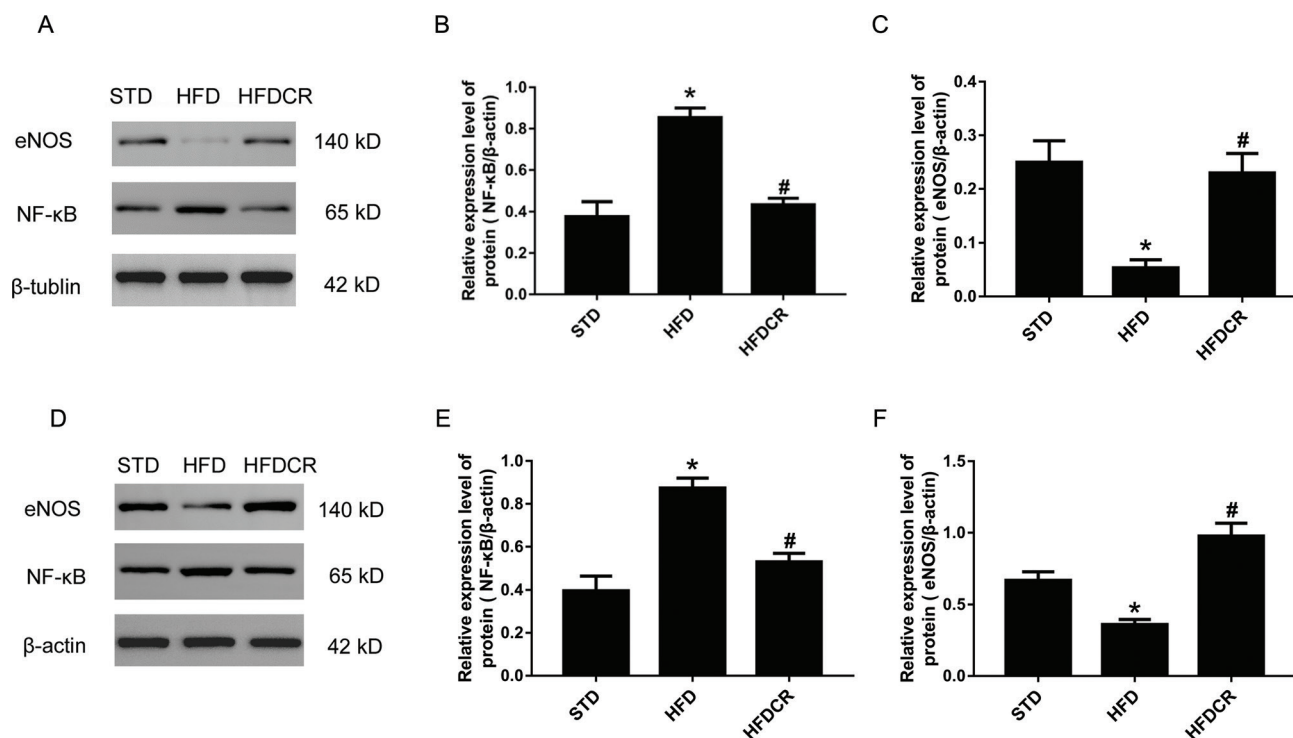 A
STD HFD HFDCR
eNOS 140 kD
NF-κB 65 kD
β-tublin 42 kD
B
Relative expression level of
protein ( NF-κB/β-actin)
1.0
0.8
0.6
0.4
0.2
0.0
*
#
STD
HFD
HFDCR
C
Relative expression level of
protein ( eNOS/β-actin)
0.4
0.3
0.2
0.1
0.0
*
#
STD
HFD
HFDCR
D
STD HFD HFDCR
eNOS 140 kD
NF-κB 65 kD
β-actin 42 kD
E
Relative expression level of
protein ( NF-κB/β-actin)
1.0
0.8
0.6
0.4
0.2
0.0
*
#
STD
HFD
HFDCR
F
Relative expression level of
protein ( eNOS/β-actin)
1.5
1.0
0.5
0.0
*
#
STD
HFD
HFDCR